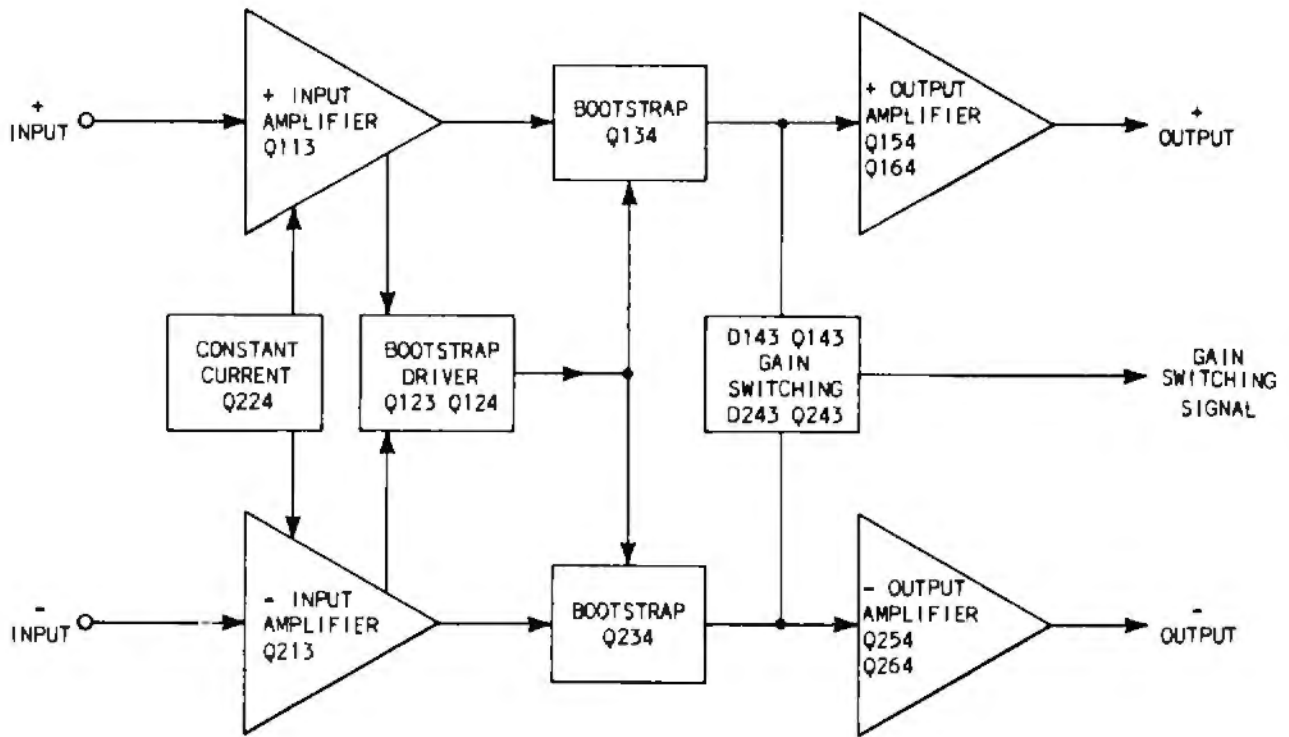 +
INPUT
+ INPUT
AMPLIFIER
Q113
BOOTSTRAP
Q134
+ OUTPUT
AMPLIFIER
Q154
Q164
+
OUTPUT
CONSTANT
CURRENT
Q224
BOOTSTRAP
DRIVER
Q123 Q124
D143 Q143
GAIN
SWITCHING
D243 Q243
GAIN
SWITCHING
SIGNAL
-
INPUT
- INPUT
AMPLIFIER
Q213
BOOTSTRAP
Q234
- OUTPUT
AMPLIFIER
Q254
Q264
-
OUTPUT